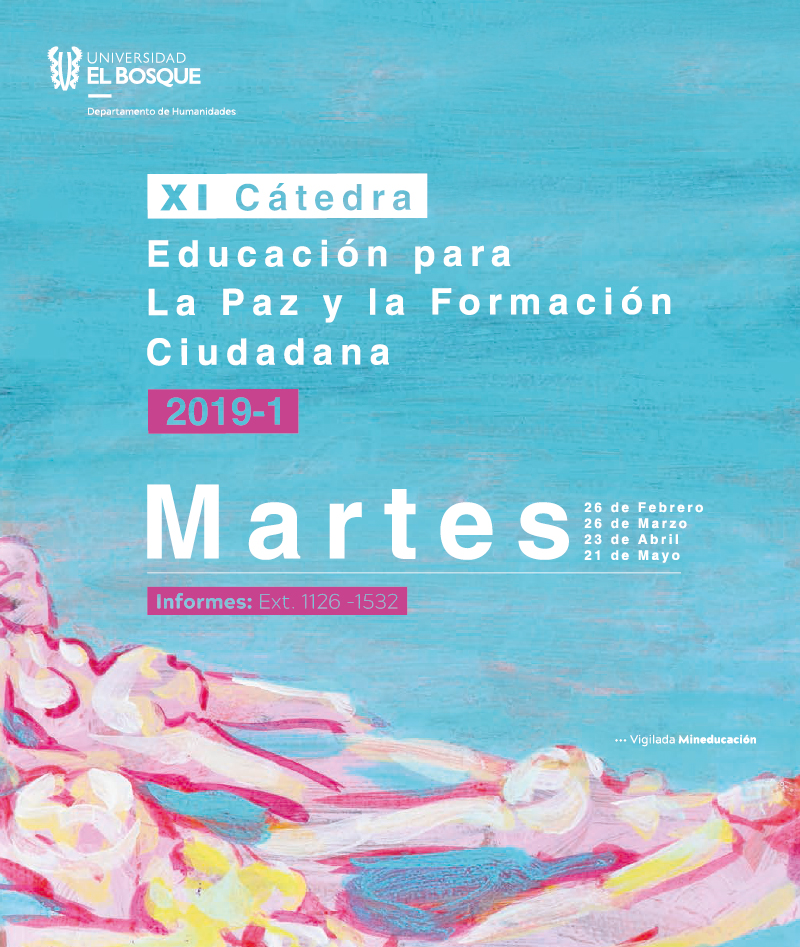 UNIVERSIDAD
EL BOSQUE
Departamento de Humanidades
XI Cátedra
Educación para
La Paz y la Formación
Ciudadana
2019-1
Martes
26 de Febrero
26 de Marzo
23 de Abril
21 de Mayo
Informes: Ext. 1126 -1532
··· Vigilada Mineducación